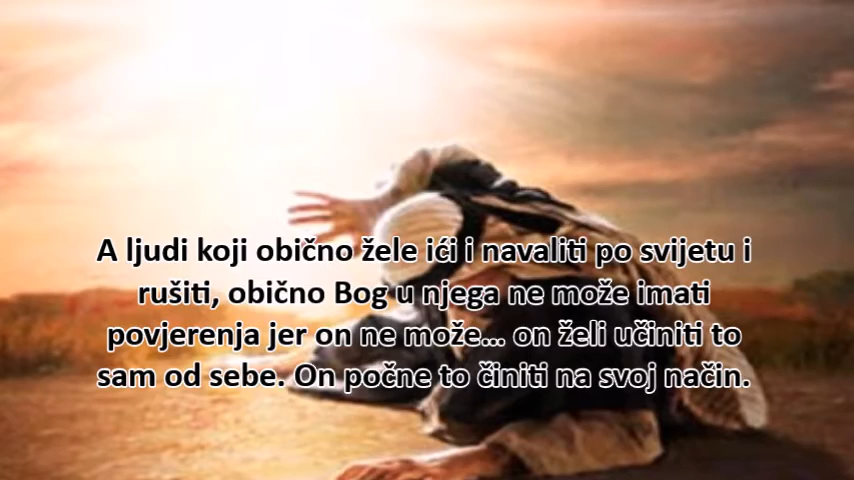 A ljudi koji obično žele ići i navaliti po svijetu i
rušiti, obično Bog u njega ne može imati
povjerenja jer on ne može... on želi učiniti to
sam od sebe. On počne to činiti na svoj način.